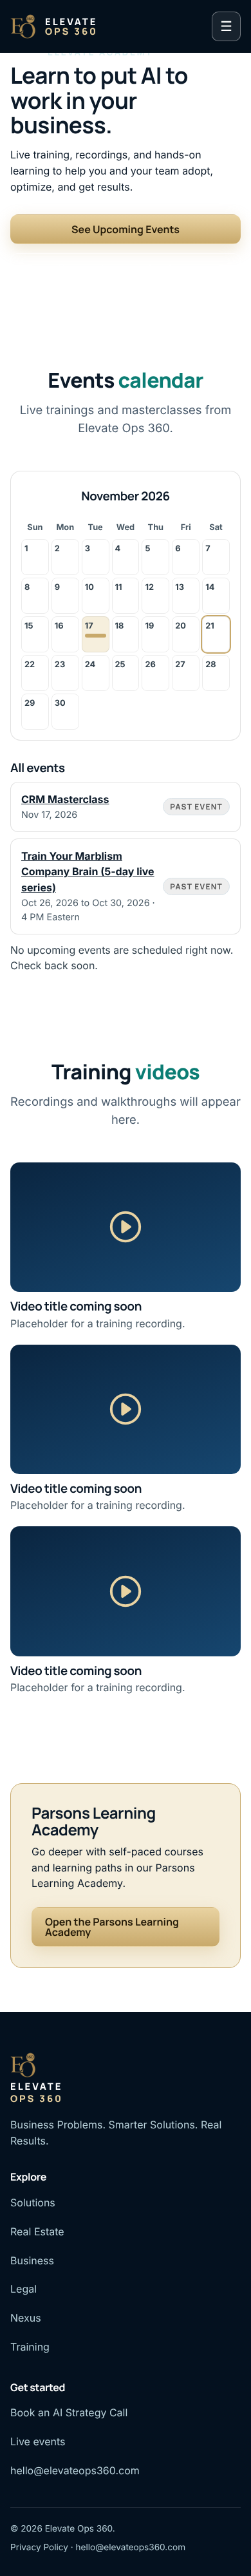 ELEVATE
OPS 360
☰
Learn to put AI to
work in your
business.
Live training, recordings, and hands-on
learning to help you and your team adopt,
optimize, and get results.
See Upcoming Events
Events calendar
Live trainings and masterclasses from
Elevate Ops 360.
November 2026
Sun Mon Tue Wed Thu Fri Sat
1 2 3 4 5 6 7
8 9 10 11 12 13 14
15 16 17 18 19 20 21
22 23 24 25 26 27 28
29 30
All events
CRM Masterclass
Nov 17, 2026
PAST EVENT
Train Your Marblism
Company Brain (5-day live
series)
Oct 26, 2026 to Oct 30, 2026 ·
4 PM Eastern
PAST EVENT
No upcoming events are scheduled right now.
Check back soon.
Training videos
Recordings and walkthroughs will appear
here.
Video title coming soon
Placeholder for a training recording.
Video title coming soon
Placeholder for a training recording.
Video title coming soon
Placeholder for a training recording.
Parsons Learning
Academy
Go deeper with self-paced courses
and learning paths in our Parsons
Learning Academy.
Open the Parsons Learning
Academy
ELEVATE
OPS 360
Business Problems. Smarter Solutions. Real
Results.
Explore
Solutions
Real Estate
Business
Legal
Nexus
Training
Get started
Book an AI Strategy Call
Live events
hello@elevateops360.com
© 2026 Elevate Ops 360.
Privacy Policy · hello@elevateops360.com